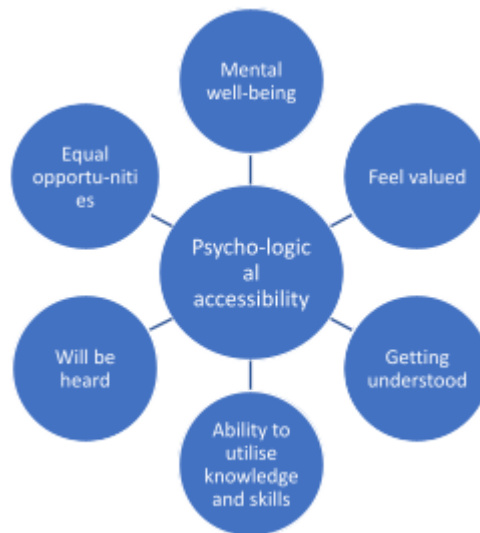 Mental
well-being
Equal
opportu-niti
es
Feel valued
Psycho-logic
al
accessibility
Will be
heard
Getting
understood
Ability to
utilise
knowledge
and skills